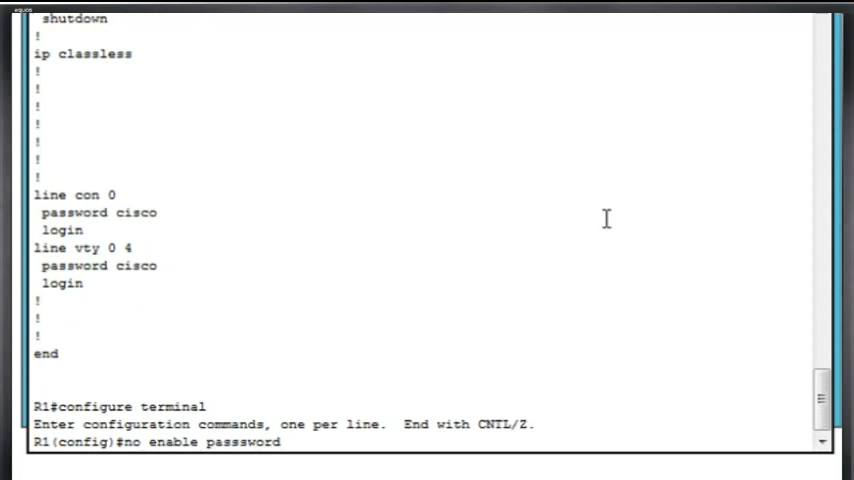 equos
shutdown
!
ip classless
!
!
!
!
!
!
!
line con 0
password cisco
login
line vty 0 4
password cisco
login
!
!
!
end
R1#configure terminal
Enter configuration commands, one per line.  End with CNTL/Z.
R1(config)#no enable passsword